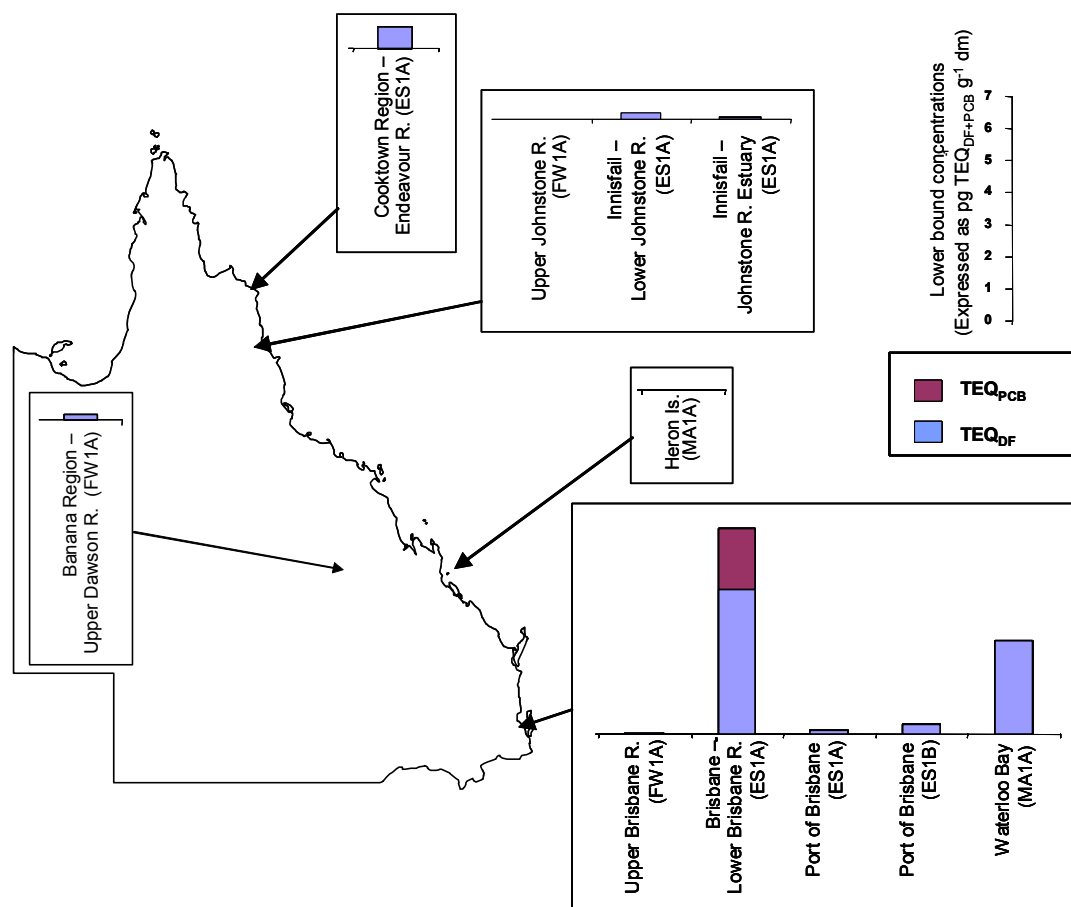 Cooktown Region –
Endeavour R. (ES1A)
Upper Johnstone R.
(FW1A)
Innisfail –
Lower Johnstone R.
(ES1A)
Innisfail –
Johnstone R. Estuary
(ES1A)
Lower bound concentrations
(Expressed as pg TEQDF+PCB g-1 dm)
7
6
5
4
3
2
1
0
Banana Region –
Upper Dawson R. (FW1A)
Heron Is.
(MA1A)
TEQPCB
TEQDF
Upper Brisbane R.
(FW1A)
Brisbane –
Lower Brisbane R.
(ES1A)
Port of Brisbane
(ES1A)
Port of Brisbane
(ES1B)
Waterloo Bay
(MA1A)